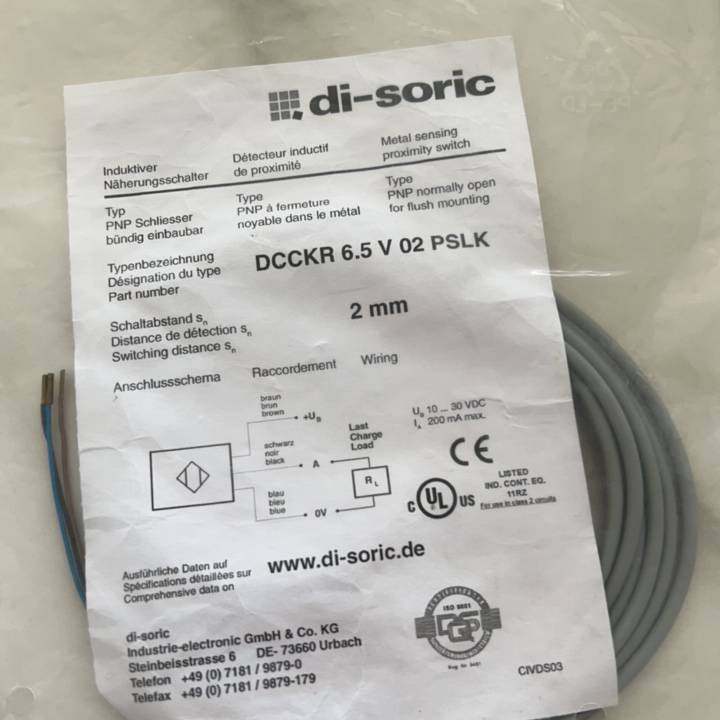 di-soric
Induktiver
Näherungsschalter
Détecteur inductif
de proximité
Metal sensing
proximity switch
Typ
PNP Schliesser
bündig einbaubar
Type
PNP à fermeture
noyable dans le métal
Type
PNP normally open
for flush mounting
Typenbezeichnung
Désignation du type
Part number
DCCKR 6.5 V 02 PSLK
Schaltabstand sn
Distance de détection sn
Switching distance sn
2 mm
Anschlussschema
Raccordement
Wiring
braun
brun
brown
+UB
schwarz
noir
black
A
blau
bleu
blue
0V
Last
Charge
Load
RL
10 ... 30 VDC
200 mA max.
CE
C UL US
LISTED
IND. CONT. EQ.
11RZ
For use in class 2 circuits
Ausführliche Daten auf
Spécifications détaillées sur
Comprehensive data on
www.di-soric.de
di-soric
Industrie-electronic GmbH & Co. KG
Steinbeisstrasse 6 DE- 73660 Urbach
Telefon +49 (0) 7181 / 9879-0
Telefax +49 (0) 7181 / 9879-179
ISO 9001
DQS
CIVDS03